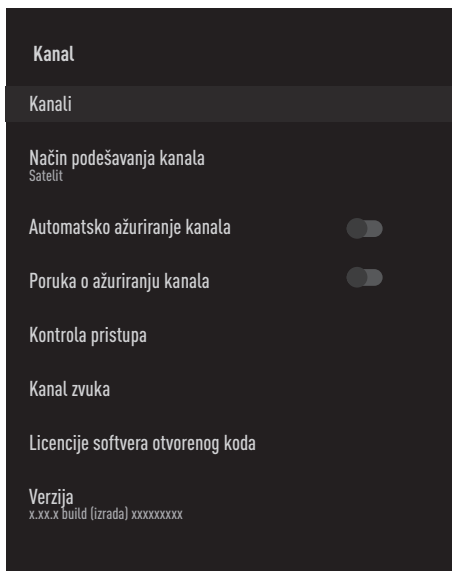 Kanal
Kanali
Način podešavanja kanala
Satelit
Automatsko ažuriranje kanala
Poruka o ažuriranju kanala
Kontrola pristupa
Kanal zvuka
Licencije softvera otvorenog koda
Verzija
x.xx.x build (izrada) xxxxxxxxx